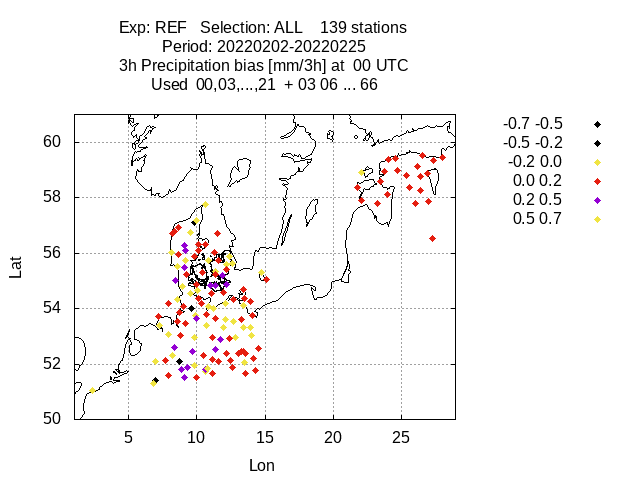 Exp: REF   Selection: ALL    139 stations
Period: 20220202-20220225
3h Precipitation bias [mm/3h] at  00 UTC
Used  00,03,...,21  + 03 06 ... 66
-0.7 -0.5
-0.5 -0.2
-0.2 0.0
0.0 0.2
0.2 0.5
0.5 0.7
60
58
56
54
52
50
Lat
5 10 15 20 25
Lon